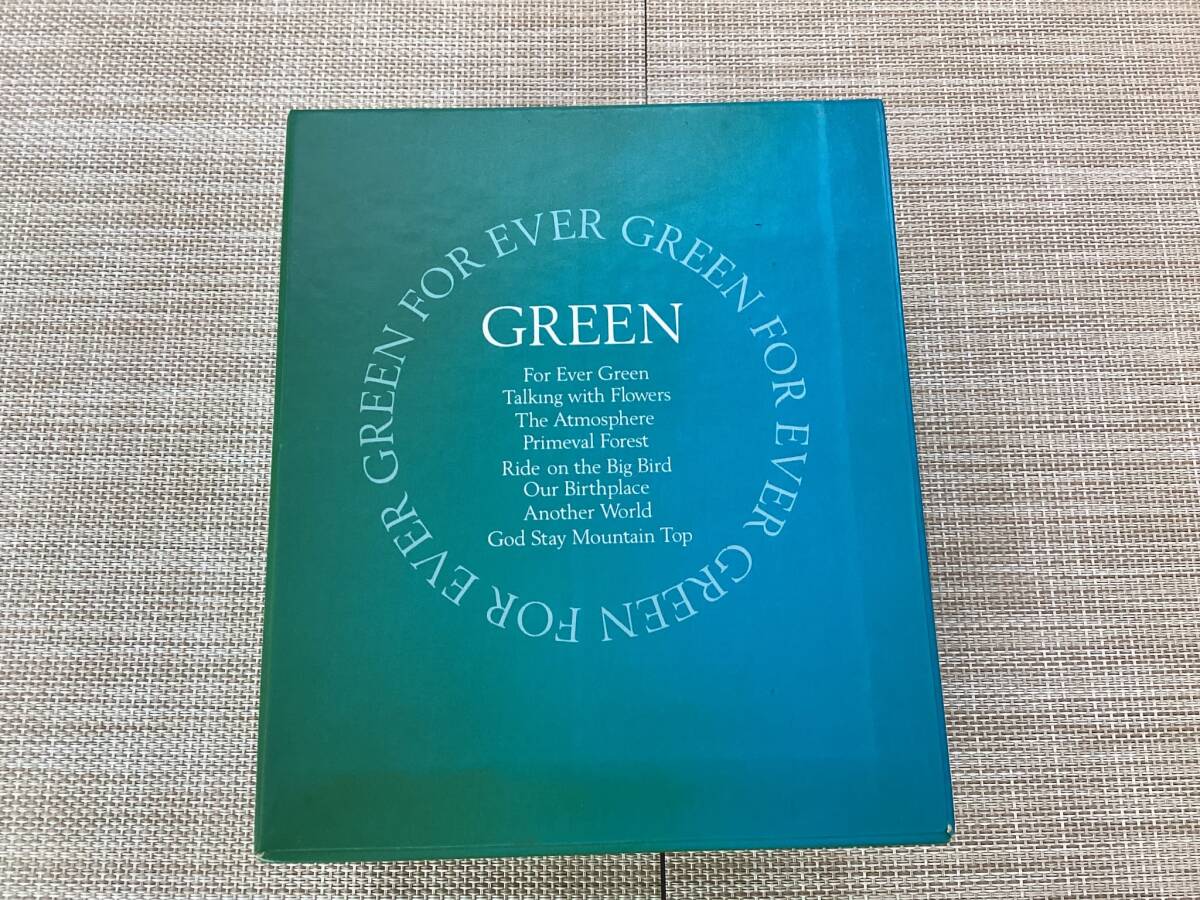 GREEN FOR EVER GREEN FOR EVER GREEN FOR EVER
GREEN
For Ever Green
Talking with Flowers
The Atmosphere
Primeval Forest
Ride on the Big Bird
Our Birthplace
Another World
God Stay Mountain Top